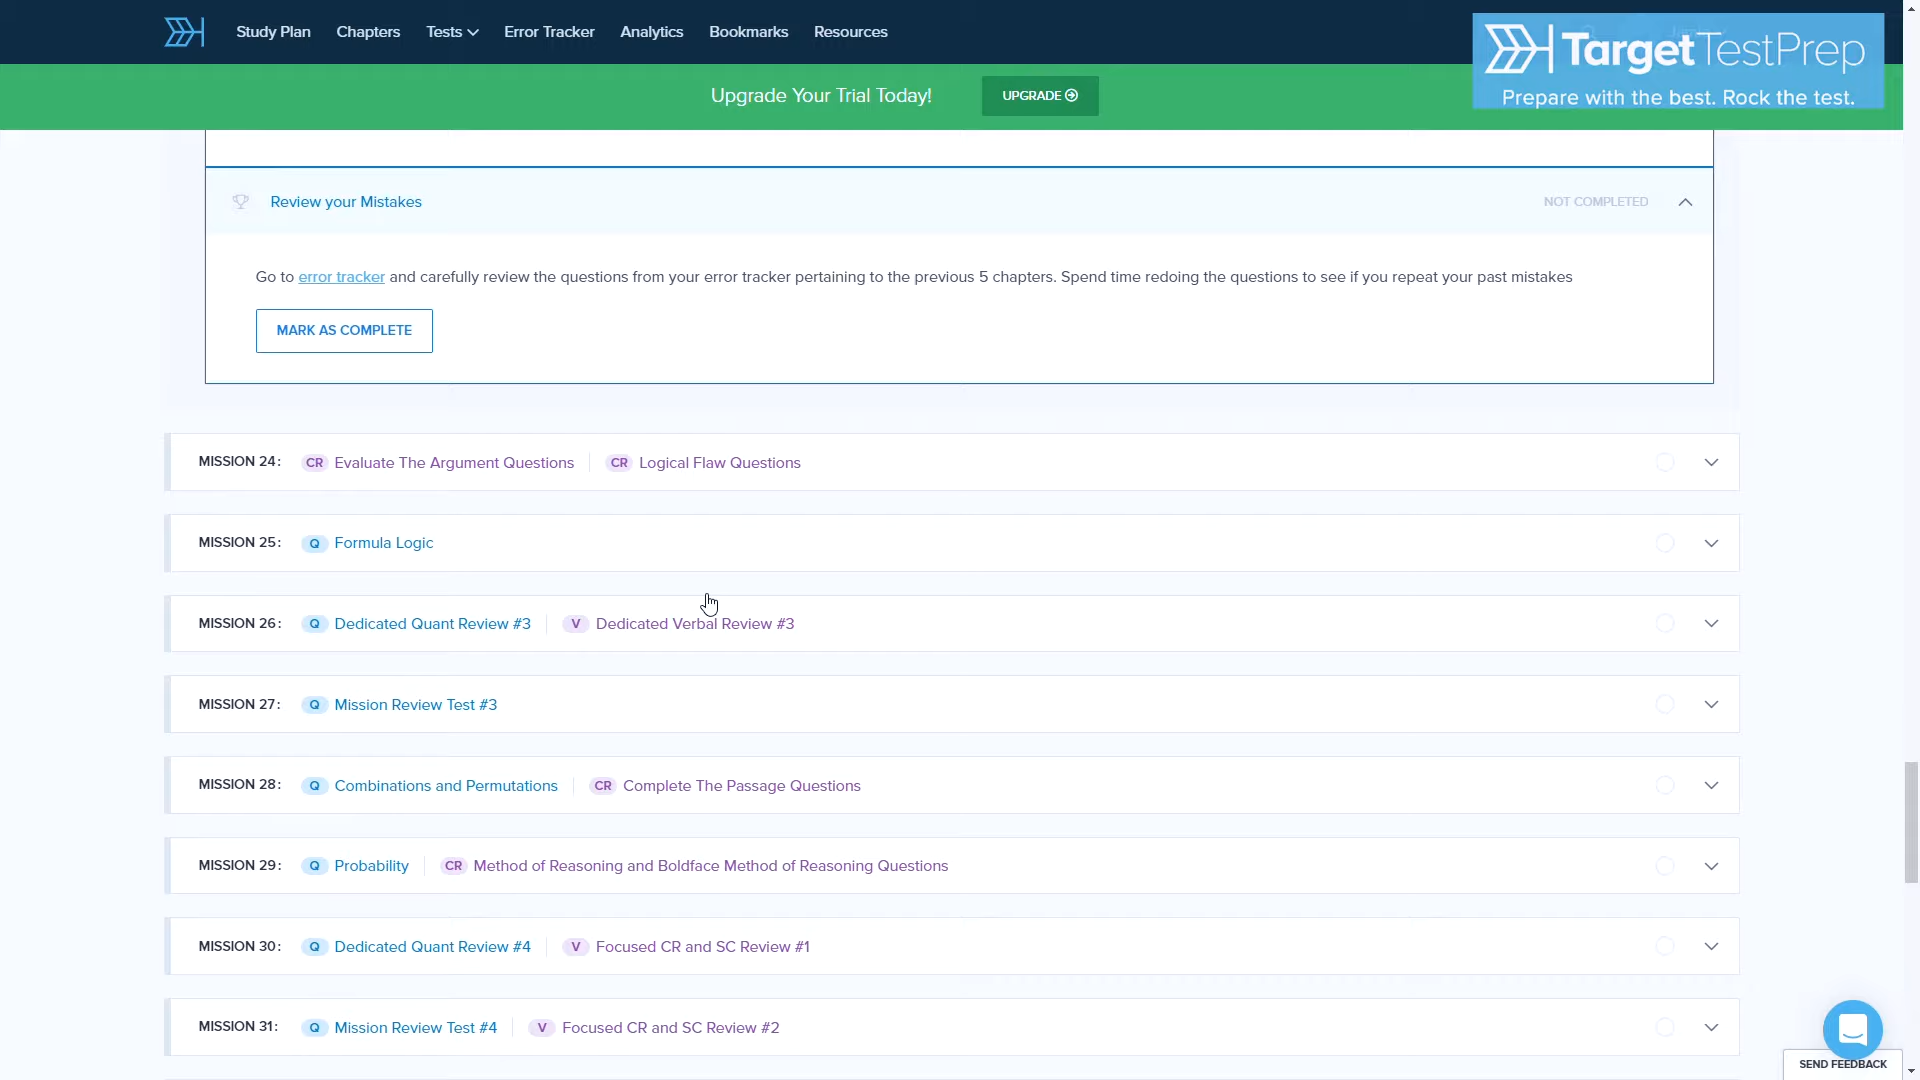 Study Plan Chapters Tests Error Tracker Analytics Bookmarks Resources
TargetTestPrep
Prepare with the best. Rock the test.
Upgrade Your Trial Today! UPGRADE
Review your Mistakes NOT COMPLETED
Go to error tracker and carefully review the questions from your error tracker pertaining to the previous 5 chapters. Spend time redoing the questions to see if you repeat your past mistakes
MARK AS COMPLETE
MISSION 24: CR Evaluate The Argument Questions CR Logical Flaw Questions
MISSION 25: Q Formula Logic
MISSION 26: Q Dedicated Quant Review #3 V Dedicated Verbal Review #3
MISSION 27: Q Mission Review Test #3
MISSION 28: Q Combinations and Permutations CR Complete The Passage Questions
MISSION 29: Q Probability CR Method of Reasoning and Boldface Method of Reasoning Questions
MISSION 30: Q Dedicated Quant Review #4 V Focused CR and SC Review #1
MISSION 31: Q Mission Review Test #4 V Focused CR and SC Review #2
SEND FEEDBACK